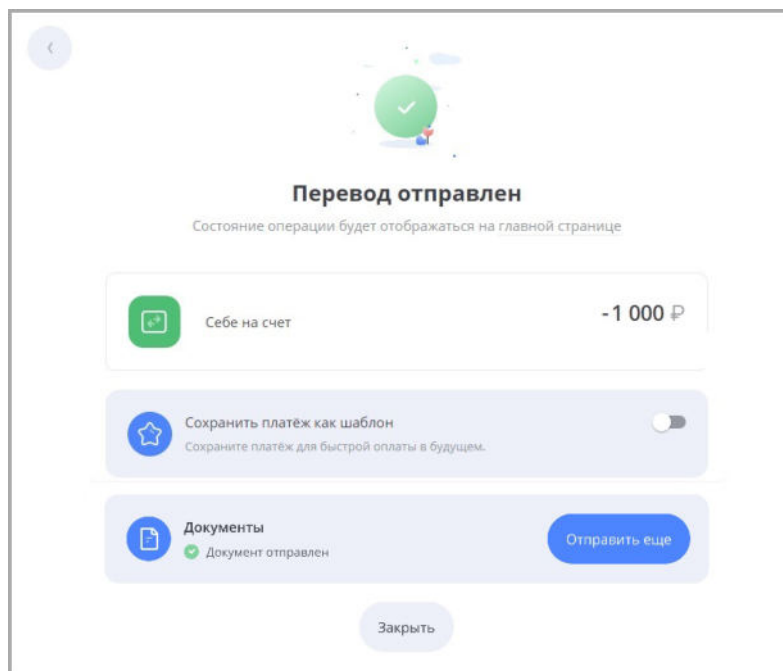 Перевод отправлен
Состояние операции будет отображаться на главной странице
Себе на счет
-1 000 ₽
Сохранить платёж как шаблон
Сохраните платёж для быстрой оплаты в будущем.
Документы
Документ отправлен
Отправить еще
Закрыть